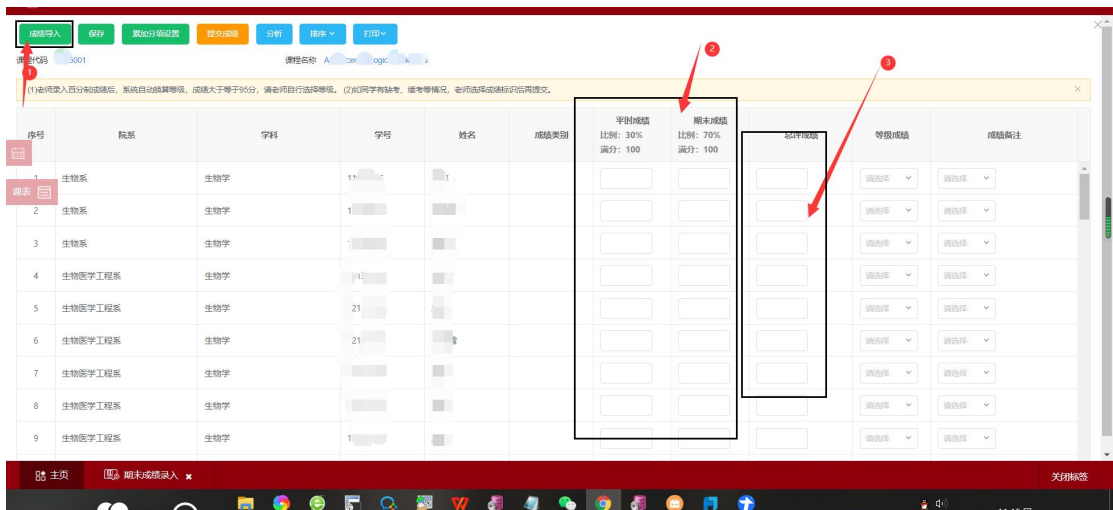 成绩导入 保存 累加分项设置 提交成绩 分析 排序 打印
课程代码 5001 课程名称
1
2
3
(1)老师录入百分制成绩后，系统自动换算等级，成绩大于等于95分，请老师自行选择等级。(2)如同学有缺考、缓考等情况，老师选择成绩标识后再提交。
序号 院系 学科 学号 姓名 成绩类别 平时成绩 期末成绩 总评成绩 等级成绩 成绩备注
比例：30% 比例：70%
满分：100 满分：100
1 生物系 生物学 请选择 请选择
课表
2 生物系 生物学 请选择 请选择
3 生物系 生物学 请选择 请选择
4 生物医学工程系 生物学 请选择 请选择
5 生物医学工程系 生物学 21 请选择 请选择
6 生物医学工程系 生物学 21 请选择 请选择
7 生物医学工程系 生物学 请选择 请选择
8 生物医学工程系 生物学 请选择 请选择
9 生物医学工程系 生物学 请选择 请选择
主页 期末成绩录入 关闭标签